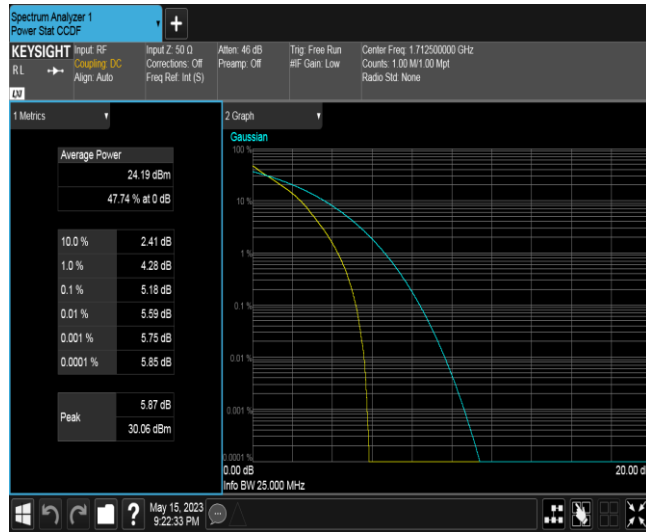 Spectrum Analyzer 1
Power Stat CCDF
KEYSIGHT
RL
LXI
Input: RF
Coupling: DC
Align: Auto
Input Z: 50 Ω
Corrections: Off
Freq Ref: Int (S)
Atten: 46 dB
Preamp: Off
Trig: Free Run
#IF Gain: Low
Center Freq: 1.712500000 GHz
Counts: 1.00 M/1.00 Mpt
Radio Std: None
1 Metrics
Average Power
24.19 dBm
47.74 % at 0 dB
10.0 % 2.41 dB
1.0 % 4.28 dB
0.1 % 5.18 dB
0.01 % 5.59 dB
0.001 % 5.75 dB
0.0001 % 5.85 dB
Peak
5.87 dB
30.06 dBm
2 Graph
Gaussian
100 %
10 %
1 %
0.1 %
0.01 %
0.001 %
0.0001 %
0.00 dB
20.00 d
Info BW 25.000 MHz
?
May 15, 2023
9:22:33 PM